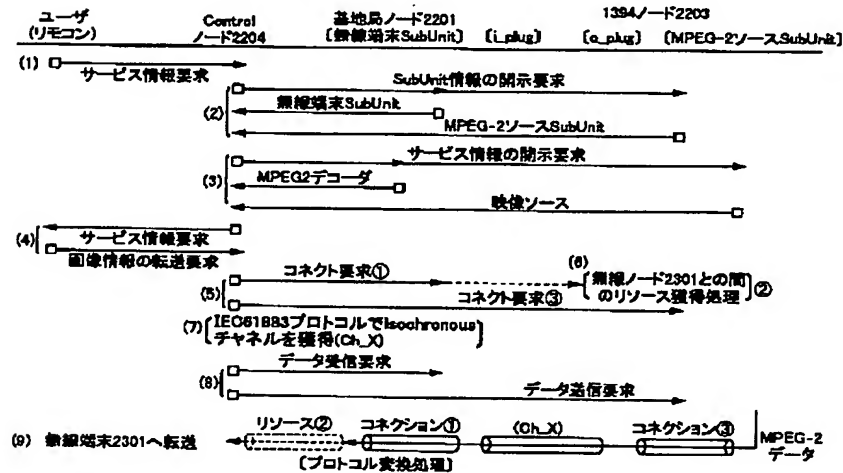 ユーザ
(リモコン)
Control
ノード2204
基地局ノード2201
[無線端末SubUnit]
[i_plug]
1394ノード2203
[o_plug]
[MPEG-2ソースSubUnit]
(1)
サービス情報要求
(2)
SubUnit情報の開示要求
無線端末SubUnit
MPEG-2ソースSubUnit
(3)
サービス情報の開示要求
MPEG2デコーダ
映像ソース
(4)
サービス情報要求
画像情報の転送要求
(5)
コネクト要求①
コネクト要求③
(6)
無線ノード2301との間
のリソース獲得処理
②
(7)
IEC61883プロトコルでIsochronous
チャネルを獲得(Ch_X)
(8)
データ受信要求
データ送信要求
(9) 無線端末2301へ転送
リソース②
コネクション①
(Ch_X)
コネクション③
MPEG-2
データ
[プロトコル変換処理]